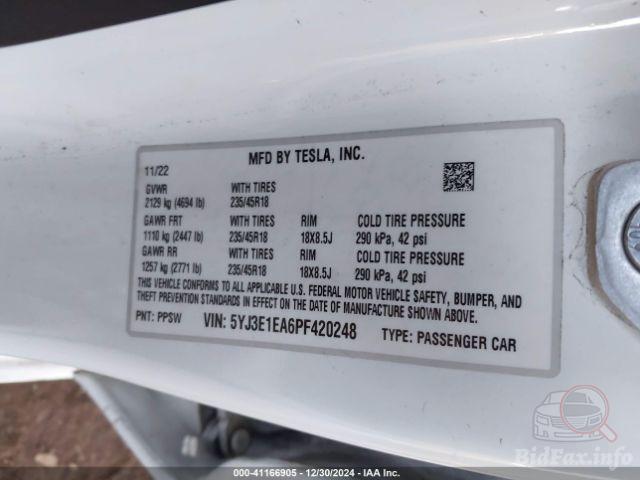 MFD BY TESLA, INC.
11/22
GVWR WITH TIRES
2129 kg (4694 lb) 235/45R18
GAWR FRT WITH TIRES RIM COLD TIRE PRESSURE
1110 kg (2447 lb) 235/45R18 18X8.5J 290 kPa, 42 psi
GAWR RR WITH TIRES RIM COLD TIRE PRESSURE
1257 kg (2771 lb) 235/45R18 18X8.5J 290 kPa, 42 psi
THIS VEHICLE CONFORMS TO ALL APPLICABLE U.S. FEDERAL MOTOR VEHICLE SAFETY, BUMPER, AND
THEFT PREVENTION STANDARDS IN EFFECT ON THE DATE OF MANUFACTURE SHOWN ABOVE.
PNT: PPSW VIN: 5YJ3E1EA6PF420248 TYPE: PASSENGER CAR
BidFax.info
000-41166905 - 12/30/2024 - IAA Inc.